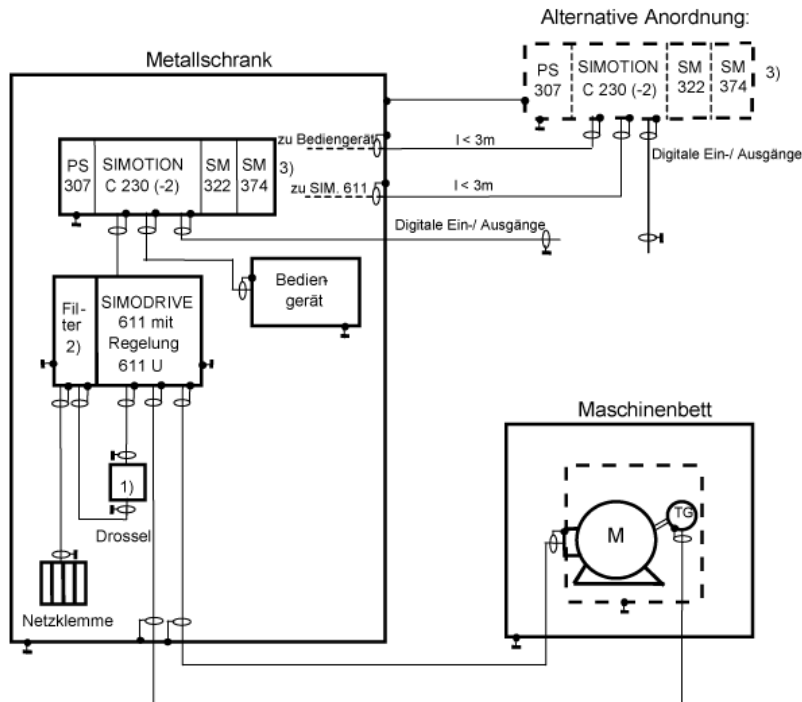 Alternative Anordnung:
Metallschrank
PS
307
SIMOTION
C 230 (-2)
SM
322
SM
374
3)
zu Bediengerät
l < 3m
Digitale Ein-/ Ausgänge
PS
307
SIMOTION
C 230 (-2)
SM
322
SM
374
3)
zu SIM. 611
l < 3m
Digitale Ein-/ Ausgänge
Bedien-
gerät
Fil-
ter
2)
SIMODRIVE
611 mit
Regelung
611 U
Maschinenbett
1)
Drossel
M
TG
Netzklemme